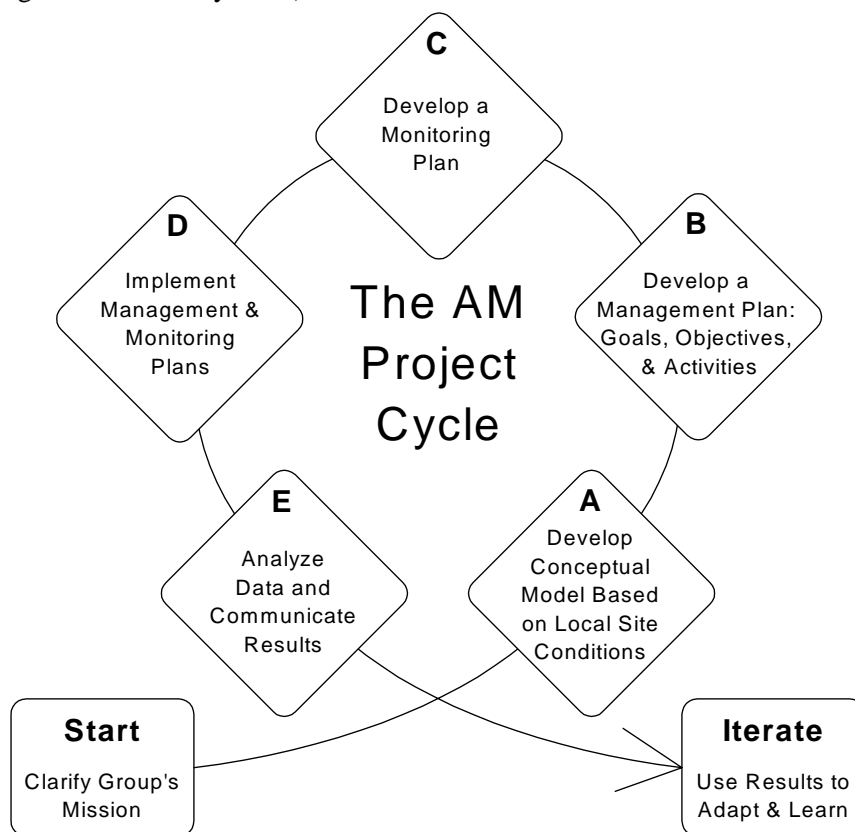 C
Develop a
Monitoring
Plan
D
Implement
Management &
Monitoring
Plans
B
Develop a
Management Plan:
Goals, Objectives,
& Activities
The AM
Project
Cycle
E
Analyze
Data and
Communicate
Results
A
Develop
Conceptual
Model Based
on Local Site
Conditions
Start
Clarify Group's
Mission
Iterate
Use Results to
Adapt & Learn